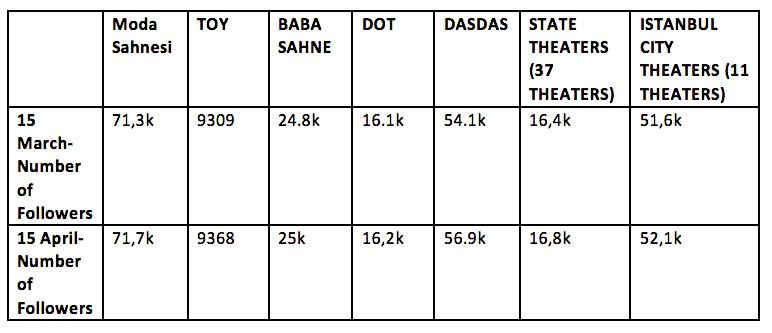 Moda Sahnesi
TOY
BABA SAHNE
DOT
DASDAS
STATE THEATERS (37 THEATERS)
ISTANBUL CITY THEATERS (11 THEATERS)
15 March- Number of Followers
71,3k
9309
24.8k
16.1k
54.1k
16,4k
51,6k
15 April- Number of Followers
71,7k
9368
25k
16,2k
56.9k
16,8k
52,1k